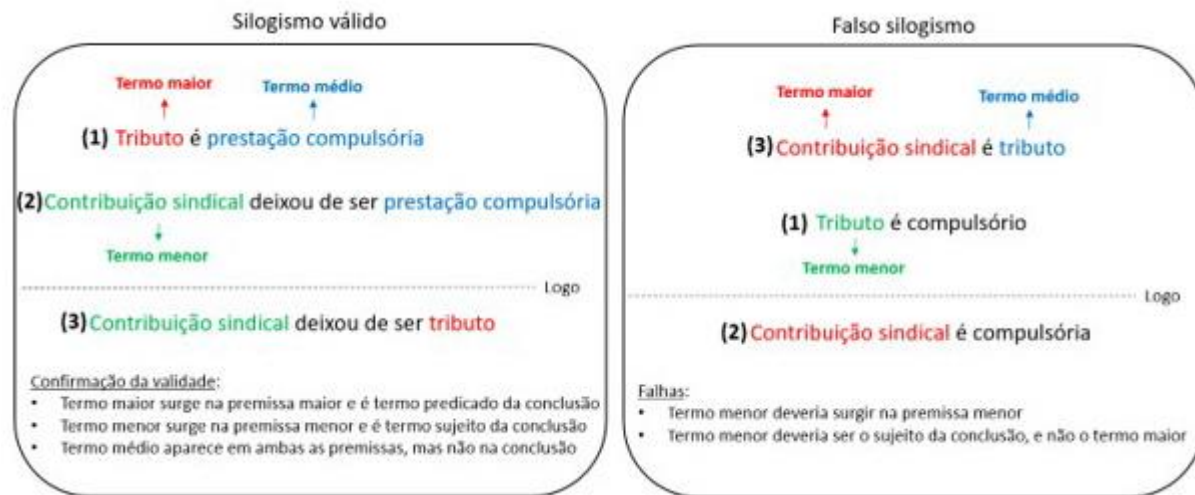 Silogismo válido
Termo maior
Termo médio
(1) Tributo é prestação compulsória
(2)Contribuição sindical deixou de ser prestação compulsória
Termo menor
Logo
(3) Contribuição sindical deixou de ser tributo
Confirmação da validade:
• Termo maior surge na premissa maior e é termo predicado da conclusão
• Termo menor surge na premissa menor e é termo sujeito da conclusão
• Termo médio aparece em ambas as premissas, mas não na conclusão
Falso silogismo
Termo maior
Termo médio
(3) Contribuição sindical é tributo
(1) Tributo é compulsório
Termo menor
Logo
(2) Contribuição sindical é compulsória
Falhas:
• Termo menor deveria surgir na premissa menor
• Termo menor deveria ser o sujeito da conclusão, e não o termo maior